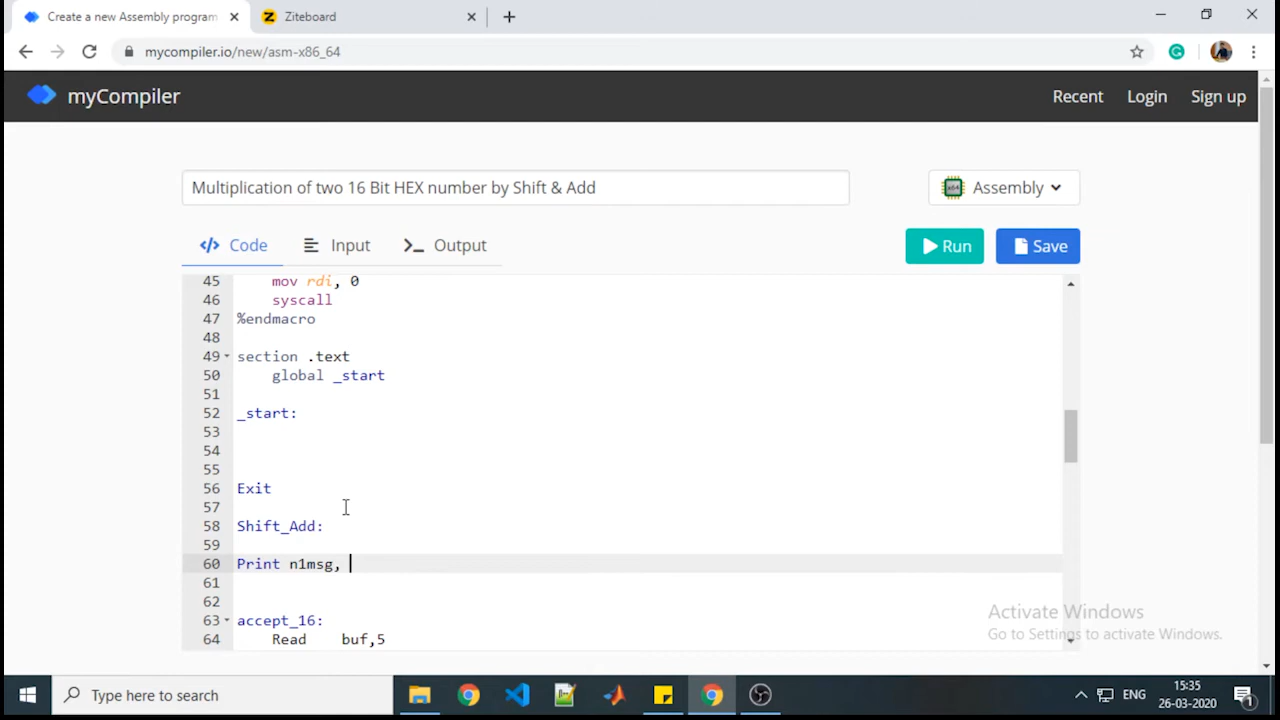 Create a new Assembly program
Ziteboard
mycompiler.io/new/asm-x86_64
myCompiler
Recent
Login
Sign up
Multiplication of two 16 Bit HEX number by Shift & Add
x64
Assembly
</> Code
Input
>_ Output
Run
Save
45 mov rdi, 0
46 syscall
47 %endmacro
48
49 section .text
50 global _start
51
52 _start:
53
54
55
56 Exit
57
58 Shift_Add:
59
60 Print n1msg,
61
62
63 accept_16:
64 Read buf,5
Activate Windows
Go to Settings to activate Windows.
Type here to search
ENG
15:35
26-03-2020
1